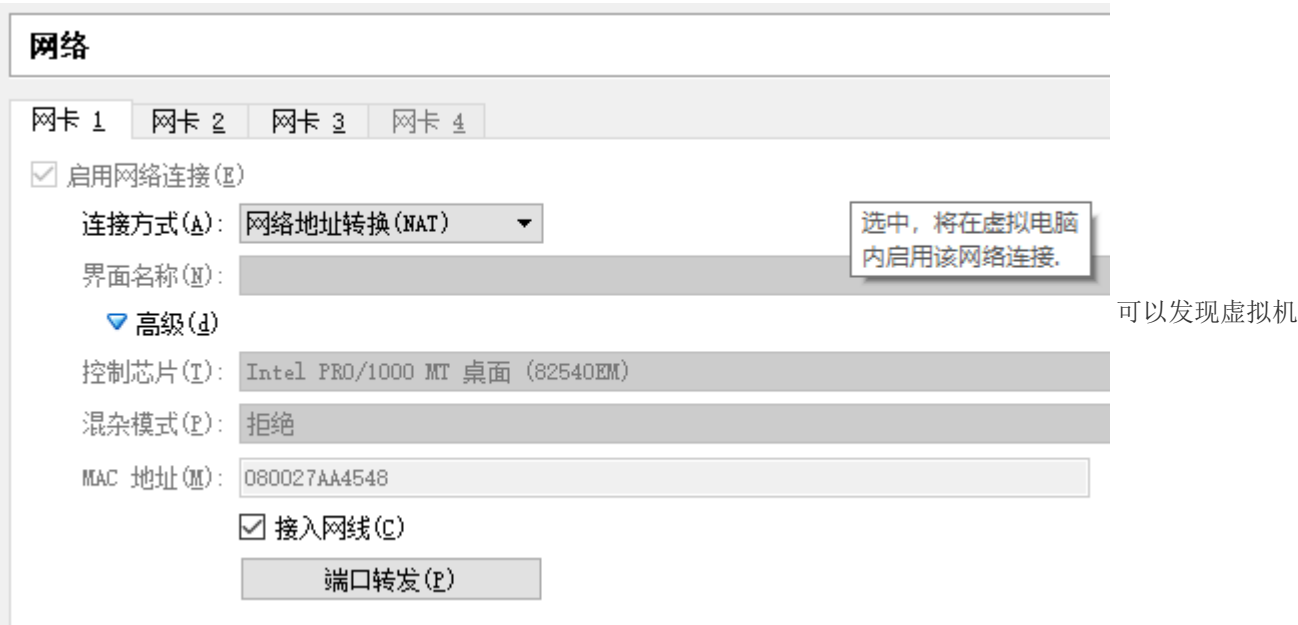 网络
网卡 1 网卡 2 网卡 3 网卡 4
启用网络连接(E)
连接方式(A): 网络地址转换(NAT)
选中，将在虚拟电脑
内启用该网络连接.
界面名称(N):
可以发现虚拟机
高级(d)
控制芯片(T): Intel PRO/1000 MT 桌面 (82540EM)
混杂模式(P): 拒绝
MAC 地址(M): 080027AA4548
接入网线(C)
端口转发(P)